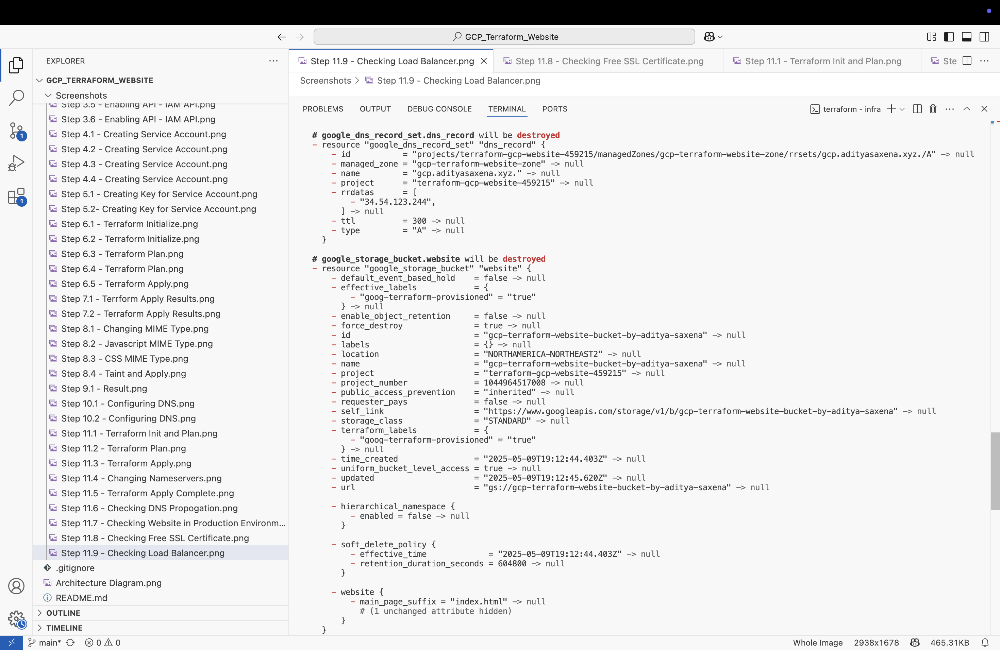 GCP_Terraform_Website
EXPLORER
GCP_TERRAFORM_WEBSITE
Screenshots
Step 3.5 - Enabling API - IAM API.png
Step 3.6 - Enabling API - IAM API.png
Step 4.1 - Creating Service Account.png
Step 4.2 - Creating Service Account.png
Step 4.3 - Creating Service Account.png
Step 4.4 - Creating Service Account.png
Step 5.1 - Creating Key for Service Account.png
Step 5.2- Creating Key for Service Account.png
Step 6.1 - Terraform Initialize.png
Step 6.2 - Terraform Initialize.png
Step 6.3 - Terraform Plan.png
Step 6.4 - Terraform Plan.png
Step 6.5 - Terraform Apply.png
Step 7.1 - Terrform Apply Results.png
Step 7.2 - Terraform Apply Results.png
Step 8.1 - Changing MIME Type.png
Step 8.2 - Javascript MIME Type.png
Step 8.3 - CSS MIME Type.png
Step 8.4 - Taint and Apply.png
Step 9.1 - Result.png
Step 10.1 - Configuring DNS.png
Step 10.2 - Configuring DNS.png
Step 11.1 - Terraform Init and Plan.png
Step 11.2 - Terraform Plan.png
Step 11.3 - Terraform Apply.png
Step 11.4 - Changing Nameservers.png
Step 11.5 - Terraform Apply Complete.png
Step 11.6 - Checking DNS Propogation.png
Step 11.7 - Checking Website in Production Environm...
Step 11.8 - Checking Free SSL Certificate.png
Step 11.9 - Checking Load Balancer.png
.gitignore
Architecture Diagram.png
README.md
OUTLINE
TIMELINE
1
1
Step 11.9 - Checking Load Balancer.png
Step 11.8 - Checking Free SSL Certificate.png
Step 11.1 - Terraform Init and Plan.png
Ste
Screenshots > Step 11.9 - Checking Load Balancer.png
PROBLEMS OUTPUT DEBUG CONSOLE TERMINAL PORTS
terraform - infra
# google_dns_record_set.dns_record will be destroyed
- resource "google_dns_record_set" "dns_record" {
- id = "projects/terraform-gcp-website-459215/managedZones/gcp-terraform-website-zone/rrsets/gcp.adityasaxena.xyz./A" -> null
- managed_zone = "gcp-terraform-website-zone" -> null
- name = "gcp.adityasaxena.xyz." -> null
- project = "terraform-gcp-website-459215" -> null
- rrdatas = [
- "34.54.123.244",
] -> null
- ttl = 300 -> null
- type = "A" -> null
}
# google_storage_bucket.website will be destroyed
- resource "google_storage_bucket" "website" {
- default_event_based_hold = false -> null
- effective_labels = {
- "goog-terraform-provisioned" = "true"
} -> null
- enable_object_retention = false -> null
- force_destroy = true -> null
- id = "gcp-terraform-website-bucket-by-aditya-saxena" -> null
- labels = {} -> null
- location = "NORTHAMERICA-NORTHEAST2" -> null
- name = "gcp-terraform-website-bucket-by-aditya-saxena" -> null
- project = "terraform-gcp-website-459215" -> null
- project_number = 1044964517008 -> null
- public_access_prevention = "inherited" -> null
- requester_pays = false -> null
- self_link = "https://www.googleapis.com/storage/v1/b/gcp-terraform-website-bucket-by-aditya-saxena" -> null
- storage_class = "STANDARD" -> null
- terraform_labels = {
- "goog-terraform-provisioned" = "true"
} -> null
- time_created = "2025-05-09T19:12:44.403Z" -> null
- uniform_bucket_level_access = true -> null
- updated = "2025-05-09T19:12:45.620Z" -> null
- url = "gs://gcp-terraform-website-bucket-by-aditya-saxena" -> null
- hierarchical_namespace {
- enabled = false -> null
}
- soft_delete_policy {
- effective_time = "2025-05-09T19:12:44.403Z" -> null
- retention_duration_seconds = 604800 -> null
}
- website {
- main_page_suffix = "index.html" -> null
# (1 unchanged attribute hidden)
}
}
main* 0 0
Whole Image 2938x1678 465.31KB